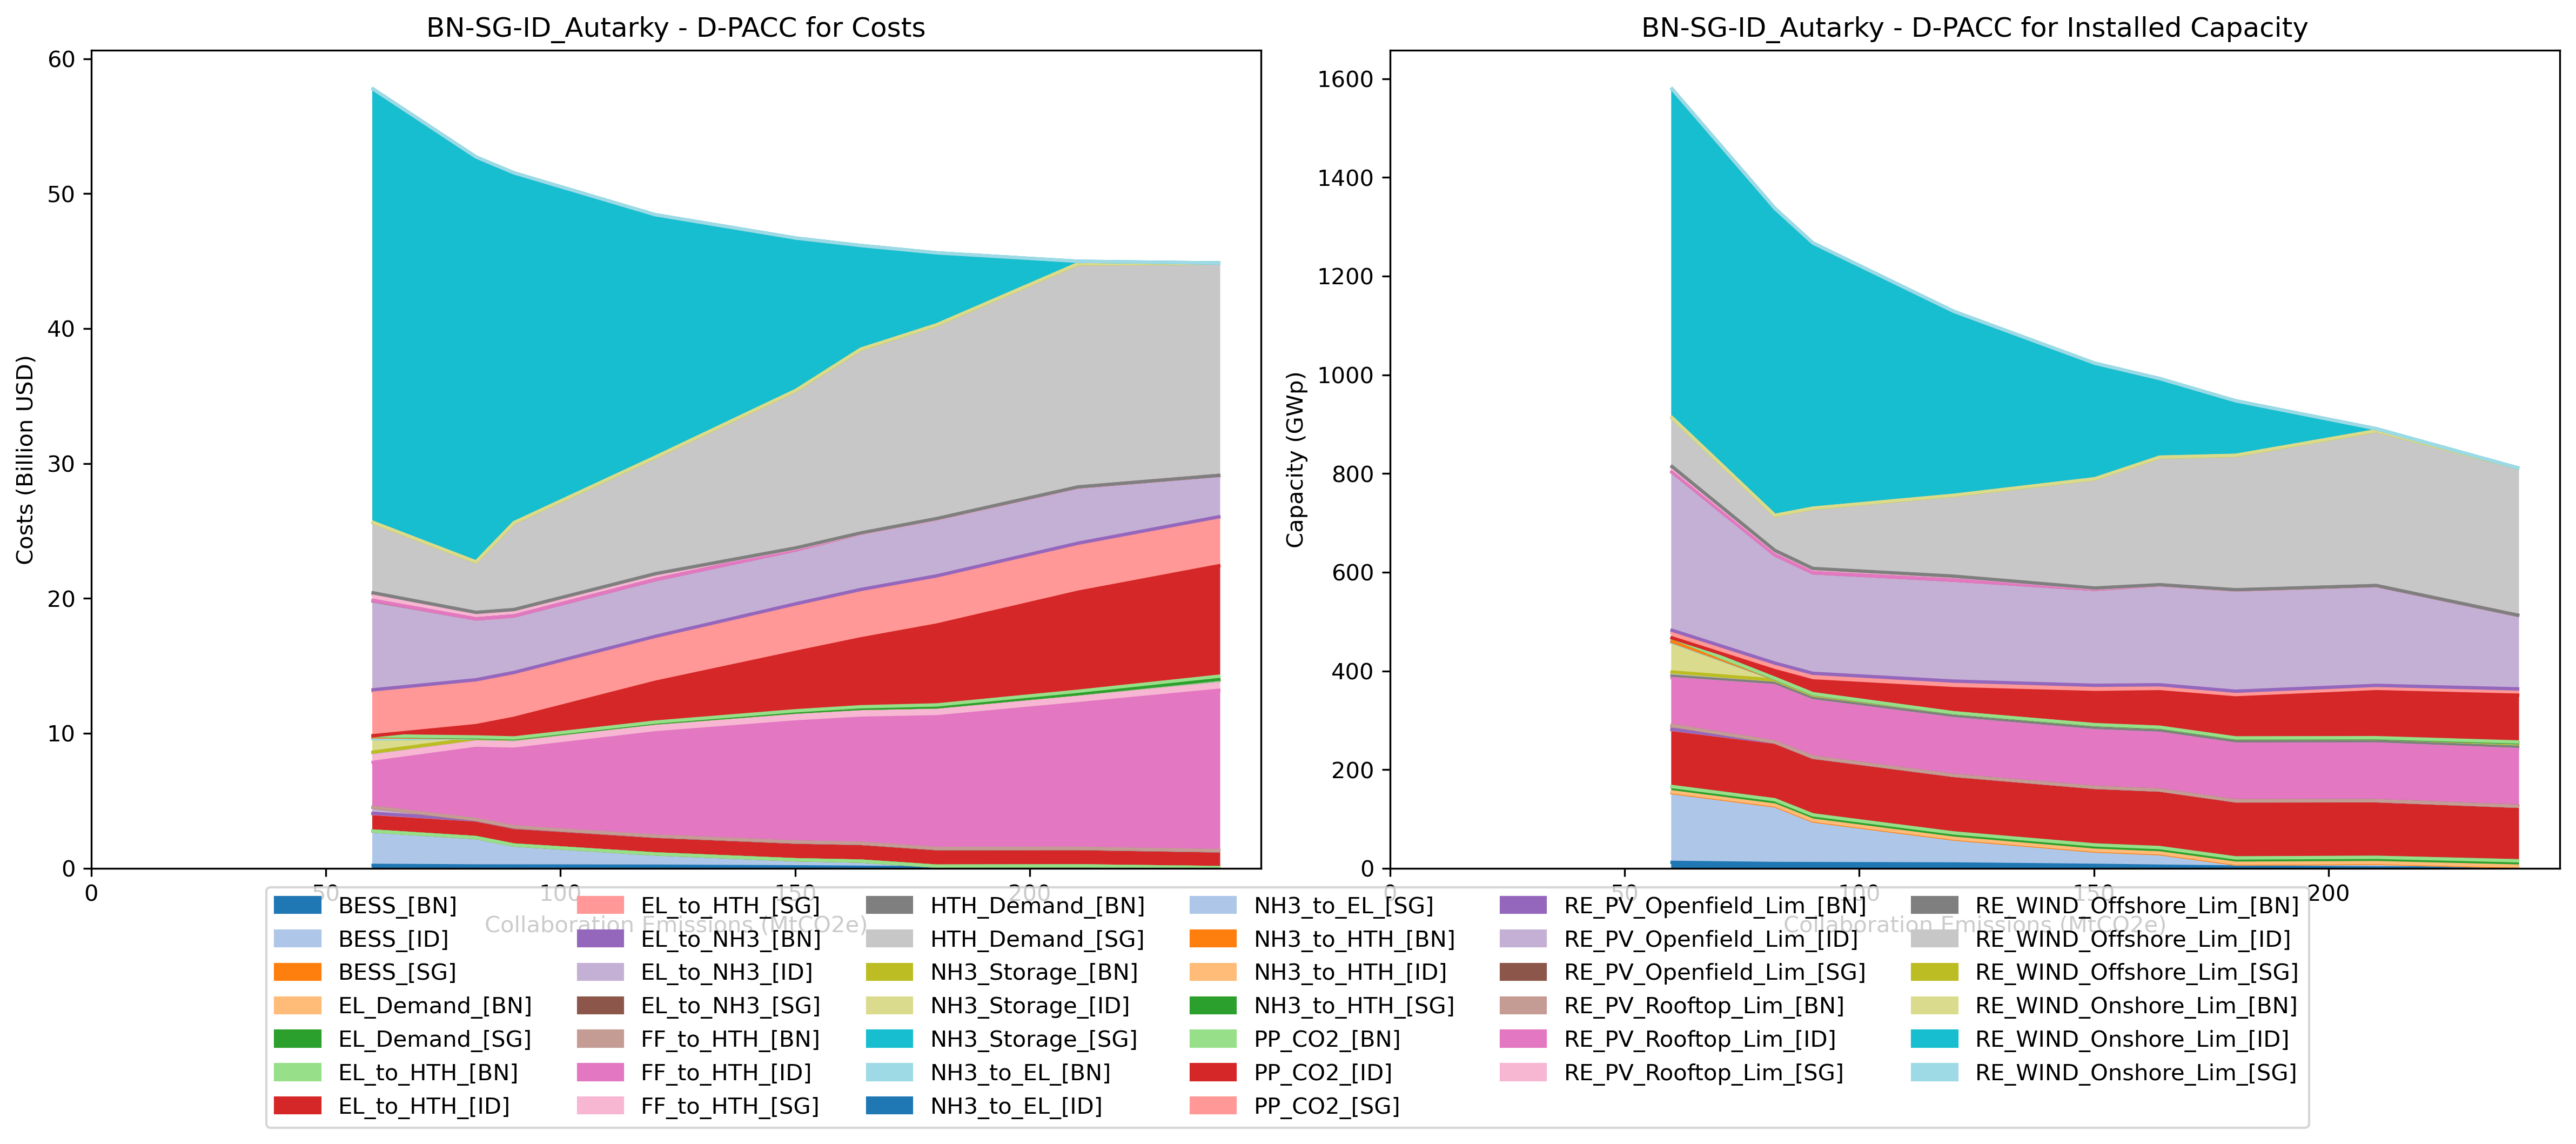 BN-SG-ID_Autarky - D-PACC for Costs
60
50
40
30
20
10
0
Costs (Billion USD)
0
50
100
150
200
Collaboration Emissions (MtCO2e)
BN-SG-ID_Autarky - D-PACC for Installed Capacity
1600
1400
1200
1000
800
600
400
200
0
Capacity (GWp)
0
50
100
150
200
Collaboration Emissions (MtCO2e)
BESS_[BN]
BESS_[ID]
BESS_[SG]
EL_Demand_[BN]
EL_Demand_[SG]
EL_to_HTH_[BN]
EL_to_HTH_[ID]
EL_to_HTH_[SG]
EL_to_NH3_[BN]
EL_to_NH3_[ID]
EL_to_NH3_[SG]
FF_to_HTH_[BN]
FF_to_HTH_[ID]
FF_to_HTH_[SG]
HTH_Demand_[BN]
HTH_Demand_[SG]
NH3_Storage_[BN]
NH3_Storage_[ID]
NH3_Storage_[SG]
NH3_to_EL_[BN]
NH3_to_EL_[ID]
NH3_to_EL_[SG]
NH3_to_HTH_[BN]
NH3_to_HTH_[ID]
NH3_to_HTH_[SG]
PP_CO2_[BN]
PP_CO2_[ID]
PP_CO2_[SG]
RE_PV_Openfield_Lim_[BN]
RE_PV_Openfield_Lim_[ID]
RE_PV_Openfield_Lim_[SG]
RE_PV_Rooftop_Lim_[BN]
RE_PV_Rooftop_Lim_[ID]
RE_PV_Rooftop_Lim_[SG]
RE_WIND_Offshore_Lim_[BN]
RE_WIND_Offshore_Lim_[ID]
RE_WIND_Offshore_Lim_[SG]
RE_WIND_Onshore_Lim_[BN]
RE_WIND_Onshore_Lim_[ID]
RE_WIND_Onshore_Lim_[SG]